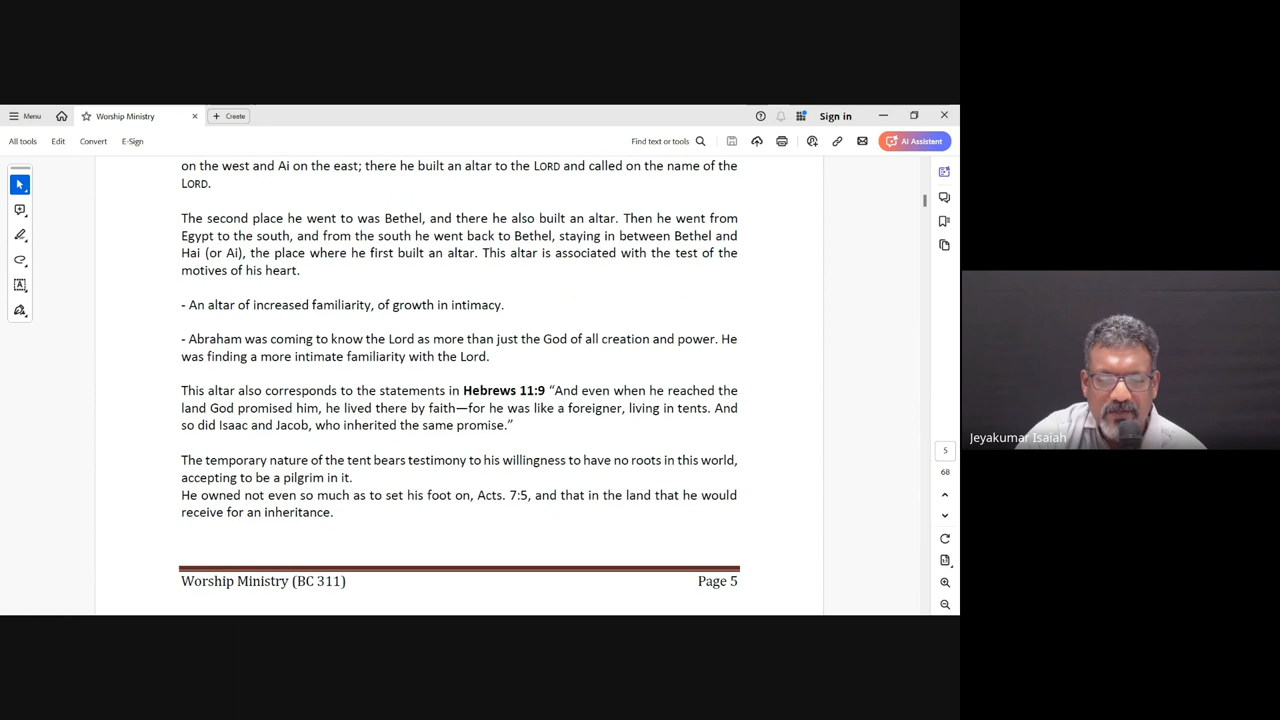 Menu
Worship Ministry
Create
Sign in
All tools
Edit
Convert
E-Sign
Find text or tools
AI Assistant
on the west and Ai on the east; there he built an altar to the LORD and called on the name of the
LORD.
The second place he went to was Bethel, and there he also built an altar. Then he went from
Egypt to the south, and from the south he went back to Bethel, staying in between Bethel and
Hai (or Ai), the place where he first built an altar. This altar is associated with the test of the
motives of his heart.
- An altar of increased familiarity, of growth in intimacy.
- Abraham was coming to know the Lord as more than just the God of all creation and power. He
was finding a more intimate familiarity with the Lord.
This altar also corresponds to the statements in Hebrews 11:9 “And even when he reached the
land God promised him, he lived there by faith—for he was like a foreigner, living in tents. And
so did Isaac and Jacob, who inherited the same promise.”
The temporary nature of the tent bears testimony to his willingness to have no roots in this world,
accepting to be a pilgrim in it.
He owned not even so much as to set his foot on, Acts. 7:5, and that in the land that he would
receive for an inheritance.
Worship Ministry (BC 311)
Page 5
5
68
Jeyakumar Isaiah